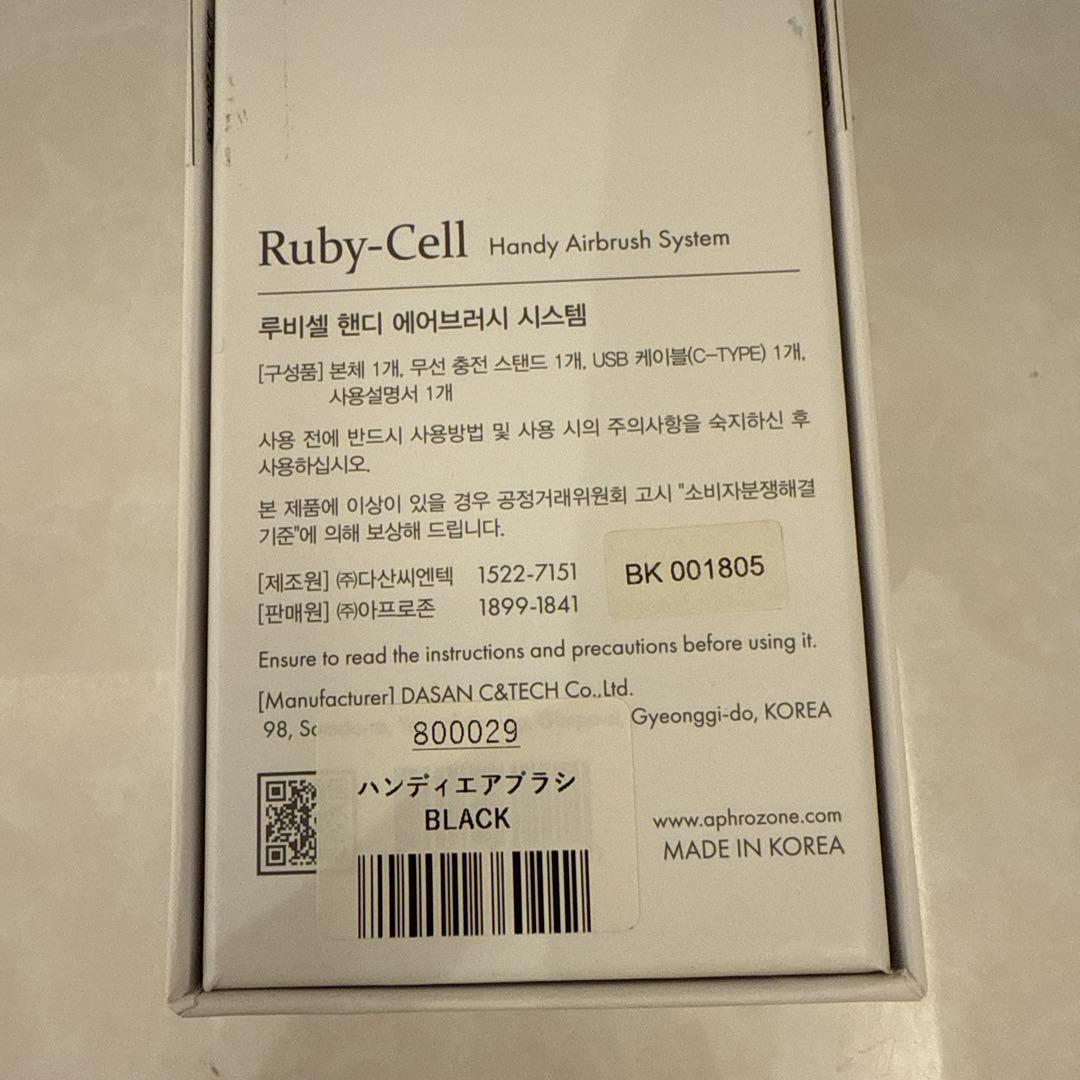 Ruby-Cell Handy Airbrush System
루비셀 핸디 에어브러시 시스템
[구성품] 본체 1개, 무선 충전 스탠드 1개, USB 케이블(C-TYPE) 1개,
사용설명서 1개
사용 전에 반드시 사용방법 및 사용 시의 주의사항을 숙지하신 후
사용하십시오.
본 제품에 이상이 있을 경우 공정거래위원회 고시 "소비자분쟁해결
기준"에 의해 보상해 드립니다.
[제조원] ㈜다산씨엔텍 1522-7151
[판매원] ㈜아프로존 1899-1841
BK 001805
Ensure to read the instructions and precautions before using it.
[Manufacturer] DASAN C&TECH Co.,Ltd.
98, Gyeonggi-do, KOREA
800029
ハンディエアブラシ
BLACK
www.aphrozone.com
MADE IN KOREA